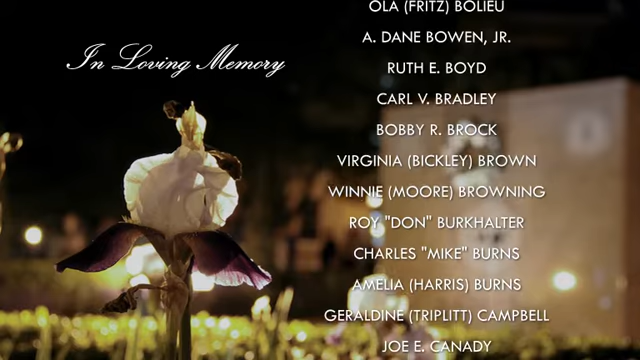 In Loving Memory
OLA (FRITZ) BOLIEU
A. DANE BOWEN, JR.
RUTH E. BOYD
CARL V. BRADLEY
BOBBY R. BROCK
VIRGINIA (BICKLEY) BROWN
WINNIE (MOORE) BROWNING
ROY "DON" BURKHALTER
CHARLES "MIKE" BURNS
AMELIA (HARRIS) BURNS
GERALDINE (TRIPLITT) CAMPBELL
JOE E. CANADY